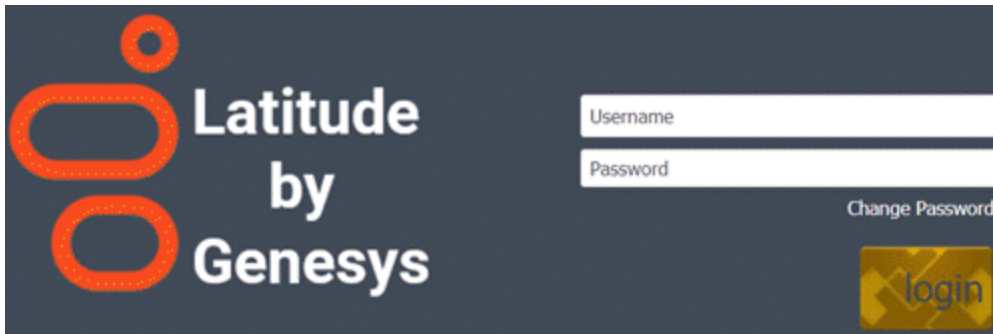 Latitude
by
Genesys
Username
Password
Change Password
login